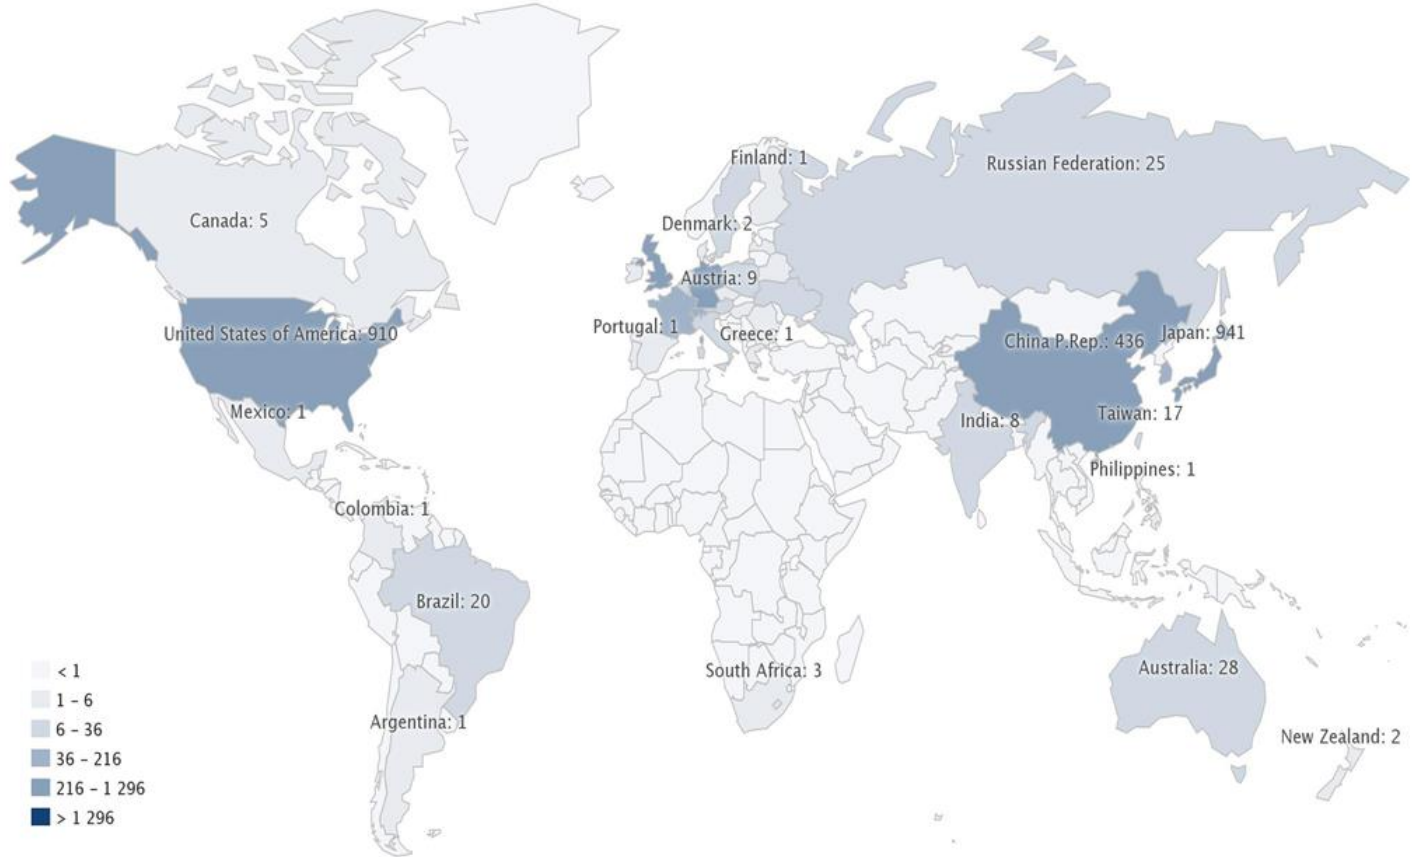 Finland: 1
Russian Federation: 25
Canada: 5
Denmark: 2
Austria: 9
United States of America: 910
Portugal: 1
Greece: 1
China P.Rep.: 436
Japan: 941
Mexico: 1
India: 8
Taiwan: 17
Philippines: 1
Colombia: 1
Brazil: 20
South Africa: 3
Australia: 28
Argentina: 1
New Zealand: 2
< 1
1 – 6
6 – 36
36 – 216
216 – 1 296
> 1 296